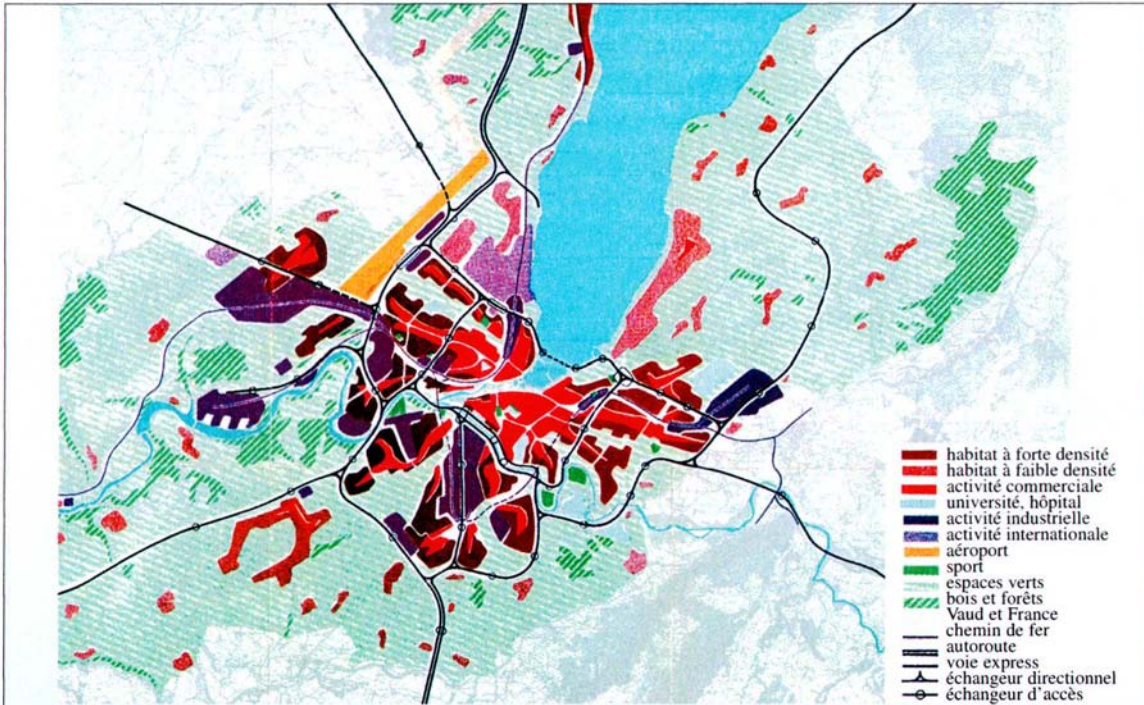 habitat à forte densité
habitat à faible densité
activité commerciale
université, hôpital
activité industrielle
activité internationale
aéroport
sport
espaces verts
bois et forêts
Vaud et France
chemin de fer
autoroute
voie express
échangeur directionnel
échangeur d'accès